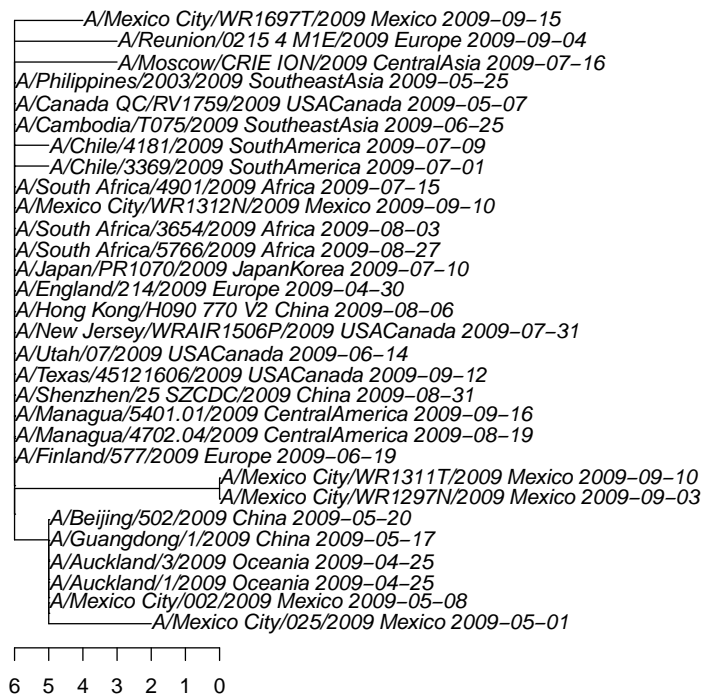 A/Mexico City/WR1697T/2009 Mexico 2009−09−15
A/Reunion/0215 4 M1E/2009 Europe 2009−09−04
A/Moscow/CRIE ION/2009 CentralAsia 2009−07−16
A/Philippines/2003/2009 SoutheastAsia 2009−05−25
A/Canada QC/RV1759/2009 USACanada 2009−05−07
A/Cambodia/T075/2009 SoutheastAsia 2009−06−25
A/Chile/4181/2009 SouthAmerica 2009−07−09
A/Chile/3369/2009 SouthAmerica 2009−07−01
A/South Africa/4901/2009 Africa 2009−07−15
A/Mexico City/WR1312N/2009 Mexico 2009−09−10
A/South Africa/3654/2009 Africa 2009−08−03
A/South Africa/5766/2009 Africa 2009−08−27
A/Japan/PR1070/2009 JapanKorea 2009−07−10
A/England/214/2009 Europe 2009−04−30
A/Hong Kong/H090 770 V2 China 2009−08−06
A/New Jersey/WRAIR1506P/2009 USACanada 2009−07−31
A/Utah/07/2009 USACanada 2009−06−14
A/Texas/45121606/2009 USACanada 2009−09−12
A/Shenzhen/25 SZCDC/2009 China 2009−08−31
A/Managua/5401.01/2009 CentralAmerica 2009−09−16
A/Managua/4702.04/2009 CentralAmerica 2009−08−19
A/Finland/577/2009 Europe 2009−06−19
A/Mexico City/WR1311T/2009 Mexico 2009−09−10
A/Mexico City/WR1297N/2009 Mexico 2009−09−03
A/Beijing/502/2009 China 2009−05−20
A/Guangdong/1/2009 China 2009−05−17
A/Auckland/3/2009 Oceania 2009−04−25
A/Auckland/1/2009 Oceania 2009−04−25
A/Mexico City/002/2009 Mexico 2009−05−08
A/Mexico City/025/2009 Mexico 2009−05−01
6 5 4 3 2 1 0